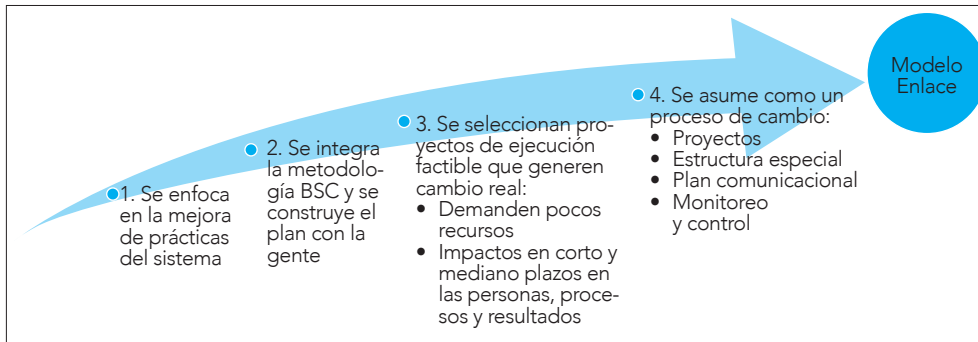 Modelo
Enlace
1. Se enfoca
en la mejora
de prácticas
del sistema
2. Se integra
la metodolo-
gía BSC y se
construye el
plan con la
gente
3. Se seleccionan pro-
yectos de ejecución
factible que generen
cambio real:
• Demanden pocos
recursos
• Impactos en corto y
mediano plazos en
las personas, proce-
sos y resultados
4. Se asume como un
proceso de cambio:
• Proyectos
• Estructura especial
• Plan comunicacional
• Monitoreo
y control